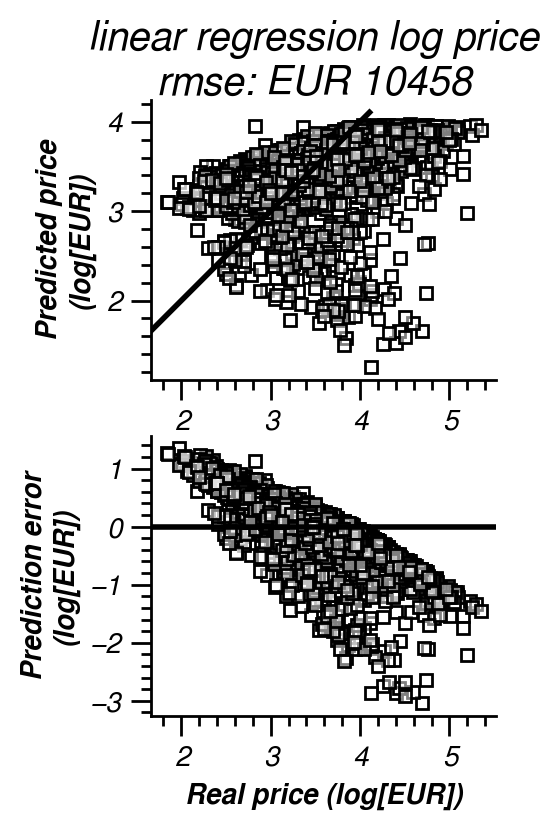 linear regression log price
rmse: EUR 10458
Predicted price
(log[EUR])
4
3
2
2 3 4 5
Prediction error
(log[EUR])
1
0
−1
−2
−3
2 3 4 5
Real price (log[EUR])